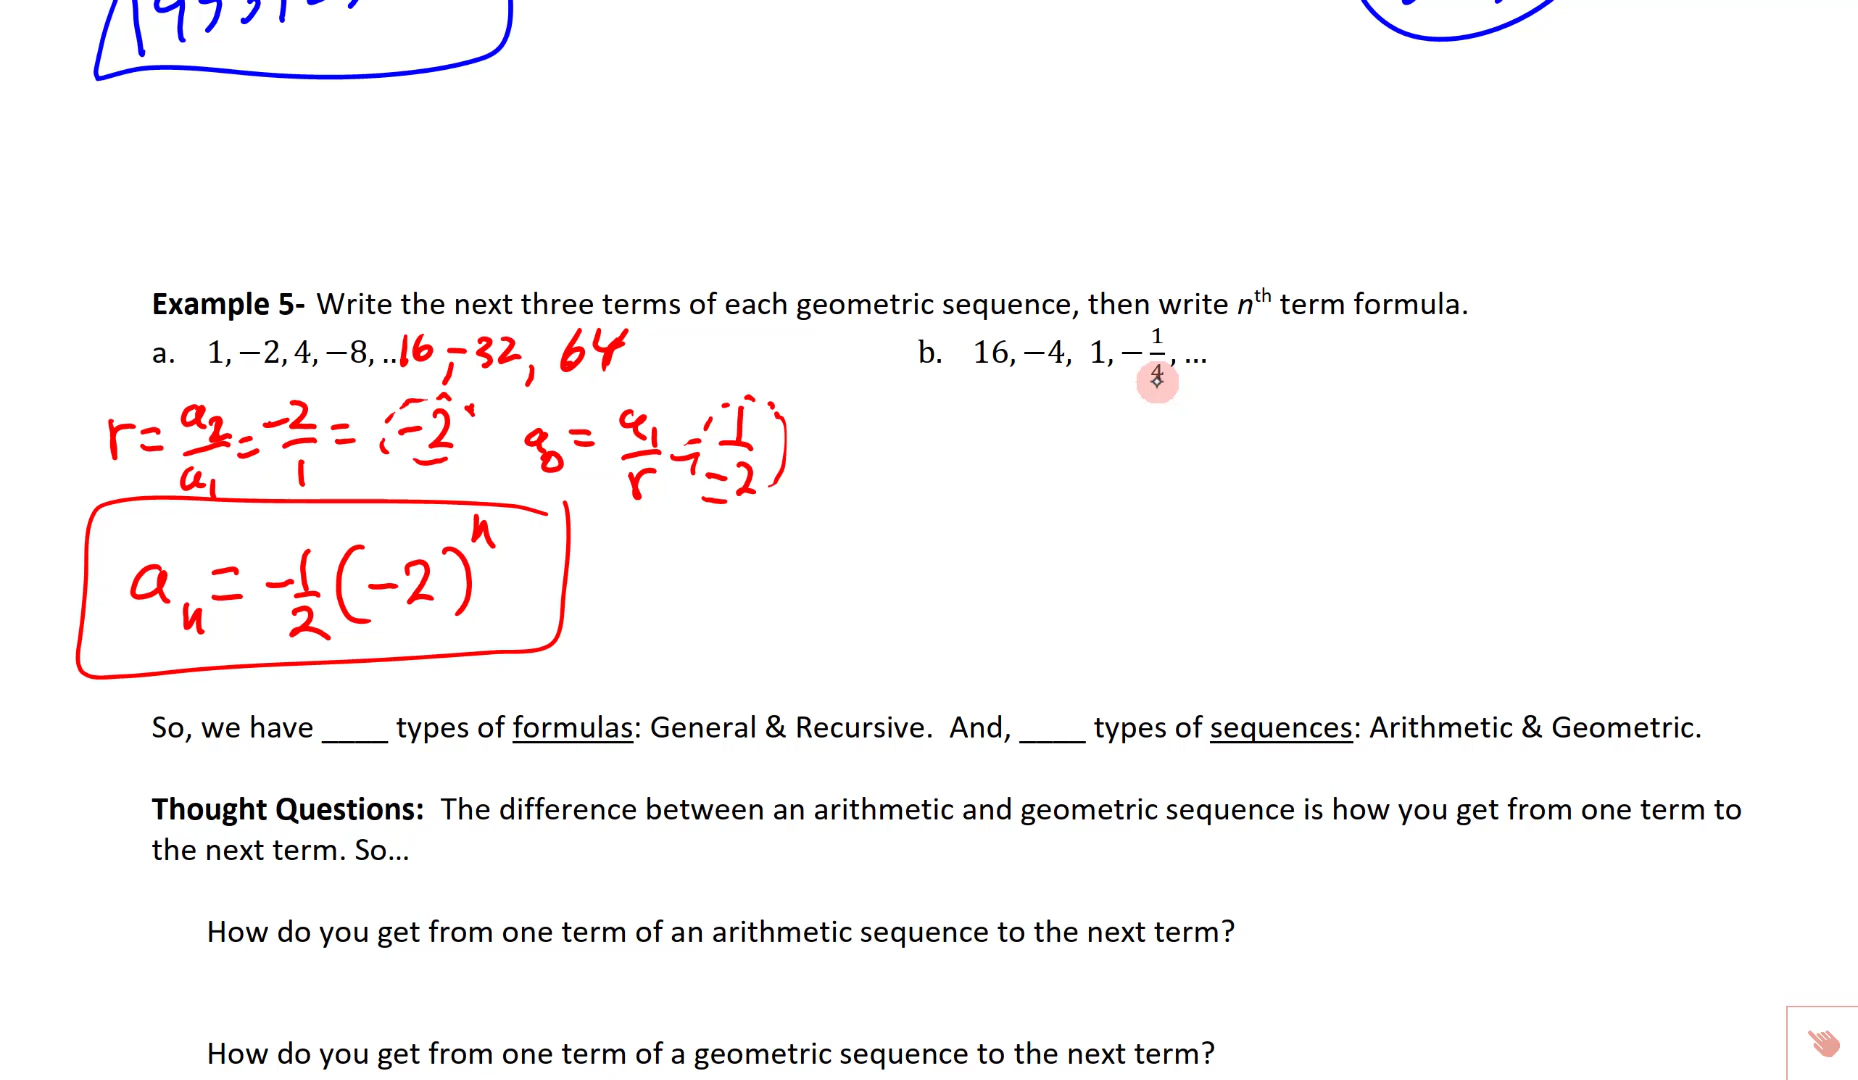 Example 5- Write the next three terms of each geometric sequence, then write nth term formula.
a. 1, −2, 4, −8, .. 16, -32, 64
b. 16, −4, 1, −1/4, ...
r = a2/a1 = -2/1 = -2 a0 = a1/r = 1/-2
an = -1/2 (-2)^n
So, we have ____ types of formulas: General & Recursive. And, ____ types of sequences: Arithmetic & Geometric.
Thought Questions: The difference between an arithmetic and geometric sequence is how you get from one term to
the next term. So...
How do you get from one term of an arithmetic sequence to the next term?
How do you get from one term of a geometric sequence to the next term?